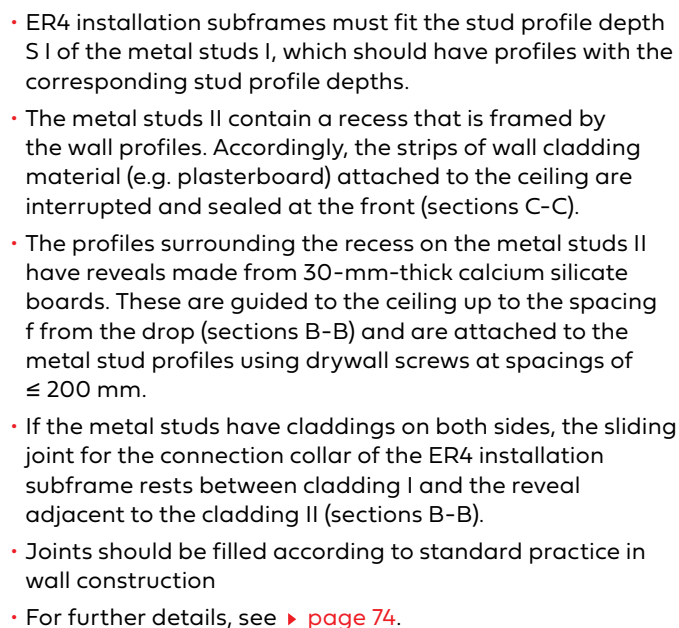 • ER4 installation subframes must fit the stud profile depth
S I of the metal studs I, which should have profiles with the
corresponding stud profile depths.
• The metal studs II contain a recess that is framed by
the wall profiles. Accordingly, the strips of wall cladding
material (e.g. plasterboard) attached to the ceiling are
interrupted and sealed at the front (sections C-C).
• The profiles surrounding the recess on the metal studs II
have reveals made from 30-mm-thick calcium silicate
boards. These are guided to the ceiling up to the spacing
f from the drop (sections B-B) and are attached to the
metal stud profiles using drywall screws at spacings of
≤ 200 mm.
• If the metal studs have claddings on both sides, the sliding
joint for the connection collar of the ER4 installation
subframe rests between cladding I and the reveal
adjacent to the cladding II (sections B-B).
• Joints should be filled according to standard practice in
wall construction
• For further details, see ▸ page 74.